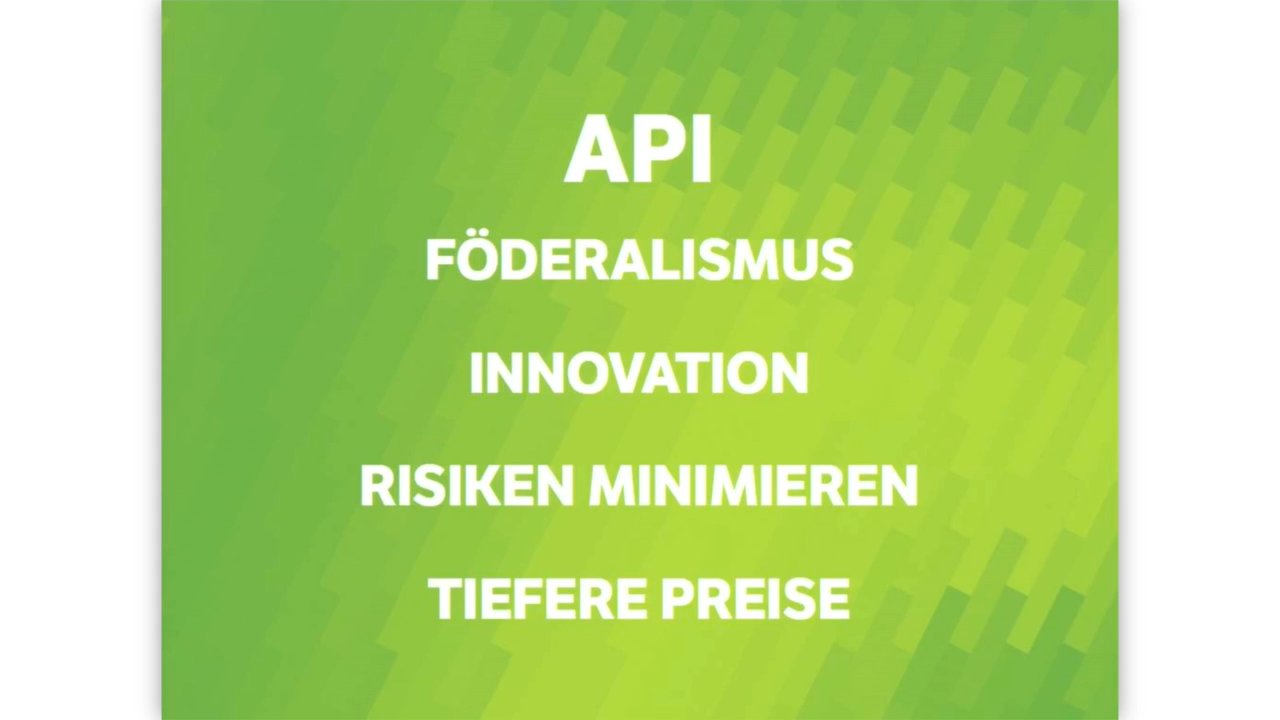 API
FÖDERALISMUS
INNOVATION
RISIKEN MINIMIEREN
TIEFERE PREISE